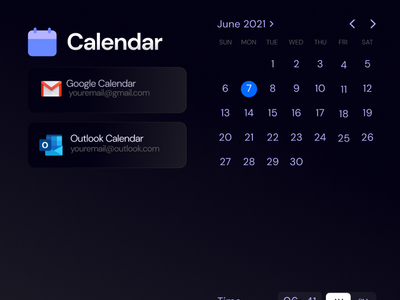 Calendar
Google Calendar
youremail@gmail.com
Outlook Calendar
youremail@outlook.com
June 2021
SUN MON TUE WED THU FRI SAT
1 2 3 4 5
6 7 8 9 10 11 12
13 14 15 16 17 18 19
20 21 22 23 24 25 26
27 28 29 30